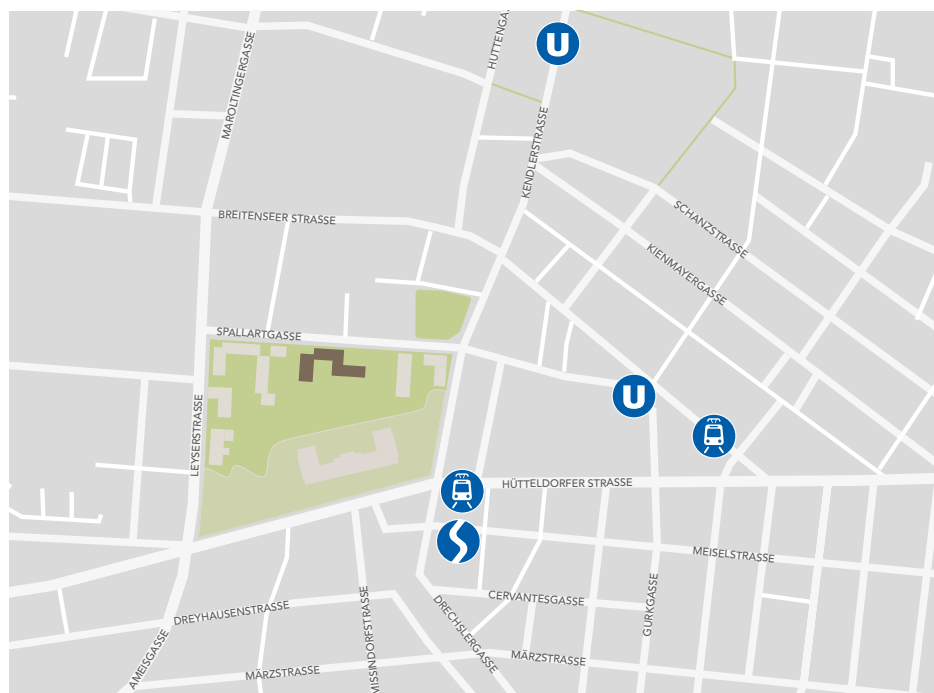 HÜTTENGA
U
MAROLTINGERGASSE
KENDLERSTRASSE
BREITENSEER STRASSE
SCHANZSTRASSE
KIENMAYERGASSE
SPALLARTGASSE
U
LEYSERSTRASSE
HÜTTELDORFER STRASSE
MEISELSTRASSE
CERVANTESGASSE
GURKGASSE
DREYHAUSENSTRASSE
MISSINDORFSTRASSE
DRECHSLERGASSE
AMEISGASSE
MÄRZSTRASSE
MÄRZSTRASSE